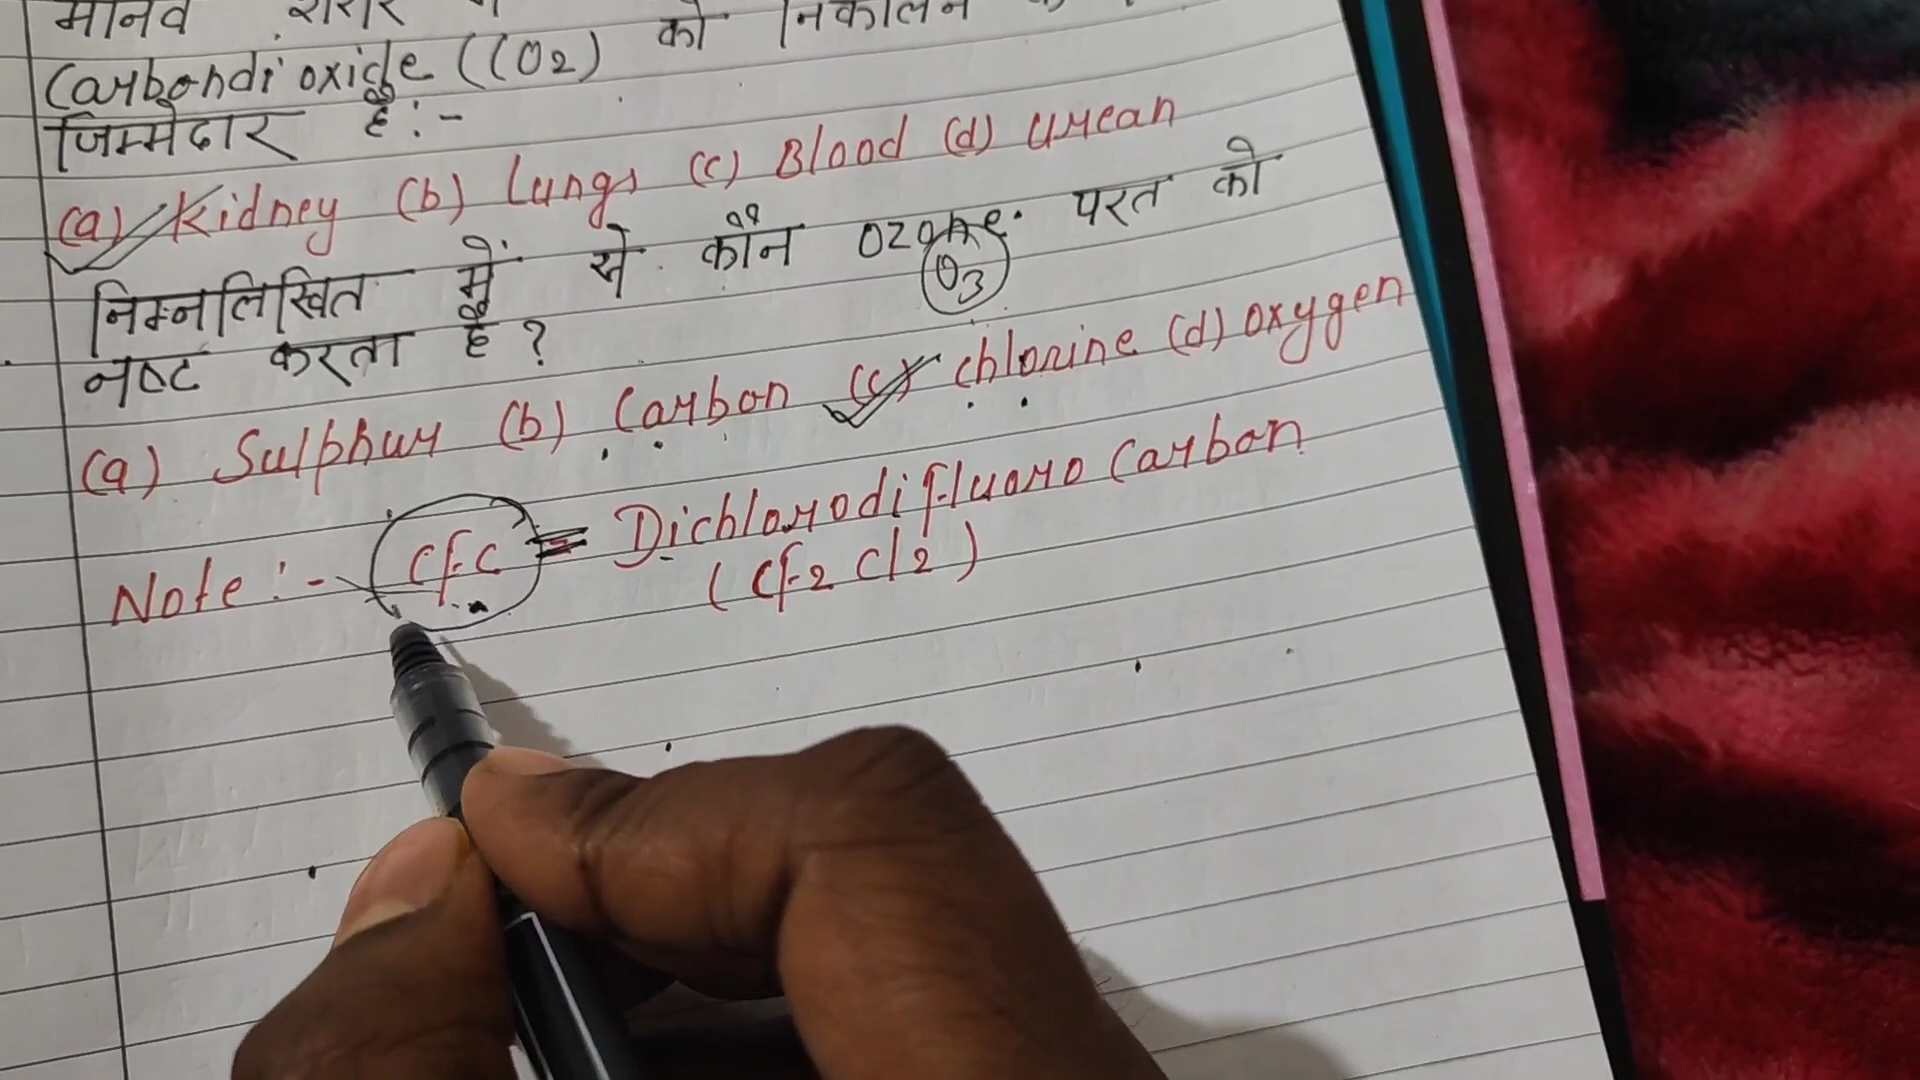 मानव शरीर
Carbondioxide (CO2) को निकालने
जिम्मेदार है:-
(a) Kidney (b) Lungs (c) Blood (d) Urean
निम्नलिखित में से कौन Ozone परत को
O3
नष्ट करता है ?
(a) Sulphur (b) Carbon (c) chlorine (d) oxygen
Note :- CFC = Dichlorodifluoro Carbon
(CF2 Cl2)